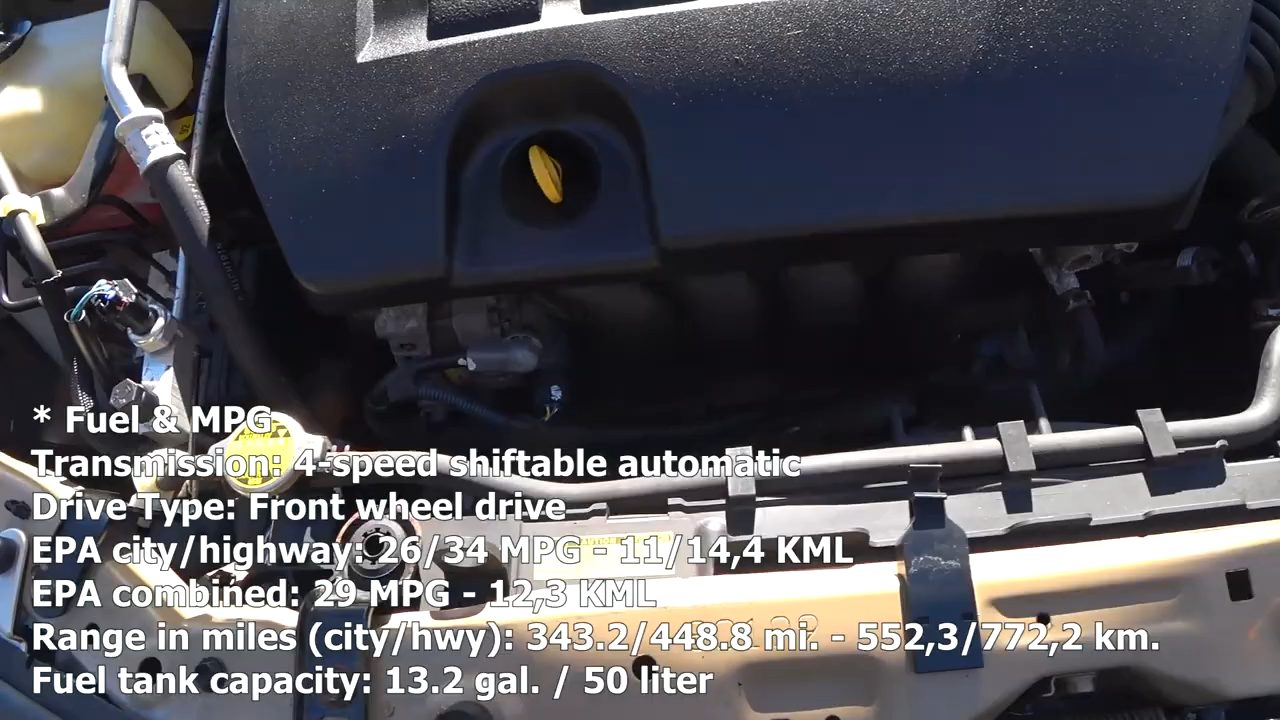 * Fuel & MPG
Transmission: 4-speed shiftable automatic
Drive Type: Front wheel drive
EPA city/highway: 26/34 MPG - 11/14,4 KML
EPA combined: 29 MPG - 12,3 KML
Range in miles (city/hwy): 343.2/448.8 mi. - 552,3/772,2 km.
Fuel tank capacity: 13.2 gal. / 50 liter